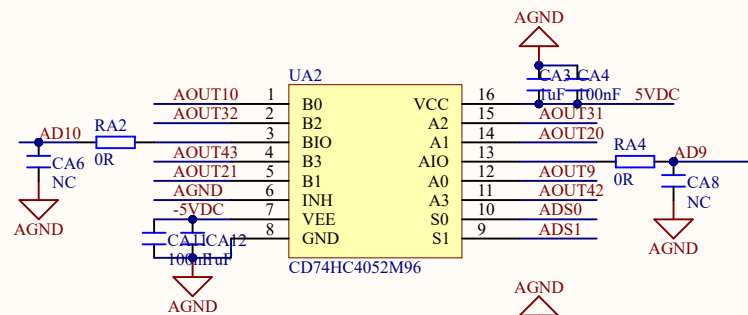 AGND
UA2
CA3 CA4
1uF 100nF
AOUT10 1 B0 VCC 16 5VDC
AOUT32 2 B2 A2 15 AOUT31
AD10 RA2 3 BIO A1 14 AOUT20 RA4
0R
CA6
NC
AOUT43 4 B3 AIO 13 AD9
0R
AOUT21 5 B1 A0 12 AOUT9
CA8
NC
AGND 6 INH A3 11 AOUT42
-5VDC 7 VEE S0 10 ADS0
8 GND S1 9 ADS1
AGND
CA11 CA12
100nF 1uF
AGND
CD74HC4052M96
AGND
AGND